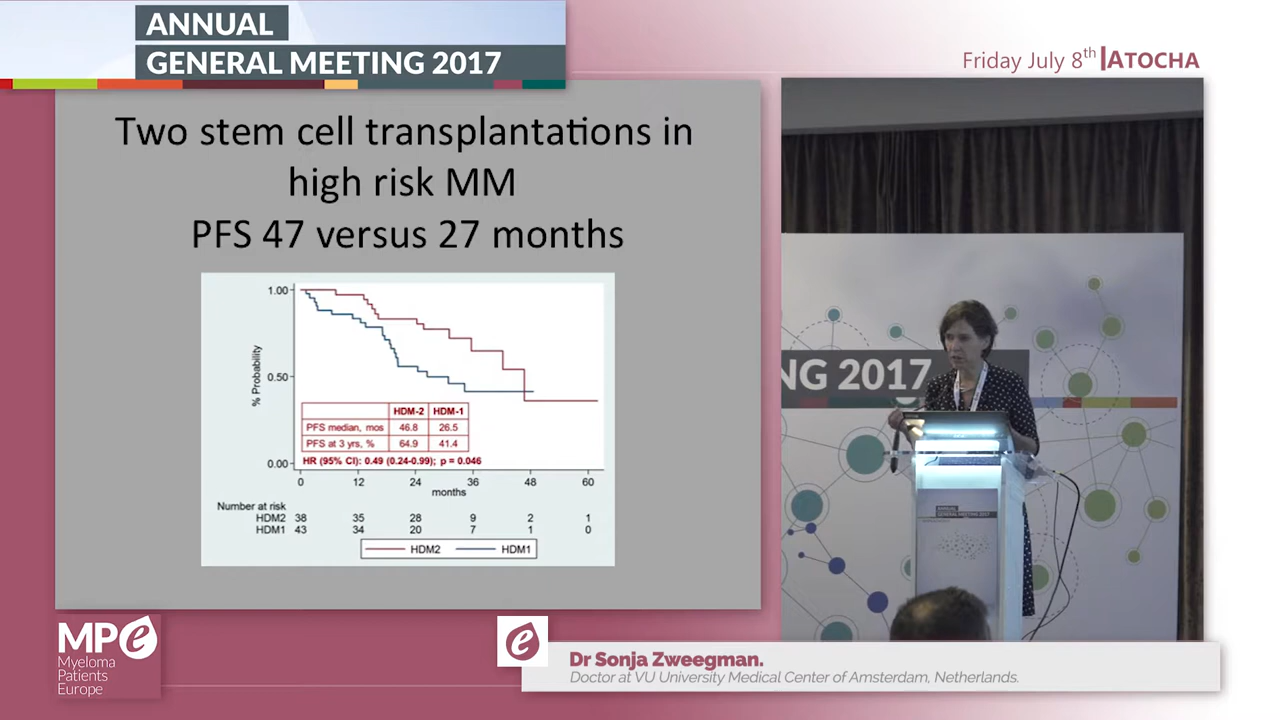 ANNUAL
GENERAL MEETING 2017
Friday July 8th | ATOCHA
Two stem cell transplantations in
high risk MM
PFS 47 versus 27 months
% Probability
1.00
0.50
0.00
HDM-2 HDM-1
PFS median, mos 46.8 26.5
PFS at 3 yrs, % 64.9 41.4
HR (95% CI): 0.49 (0.24-0.99); p = 0.046
0 12 24 36 48 60
months
Number at risk
HDM2 38 35 28 9 2 1
HDM1 43 34 20 7 1 0
HDM2 HDM1
NG 2017
ANNUAL
GENERAL MEETING 2017
MPe
Myeloma
Patients
Europe
e
Dr Sonja Zweegman.
Doctor at VU University Medical Center of Amsterdam, Netherlands.